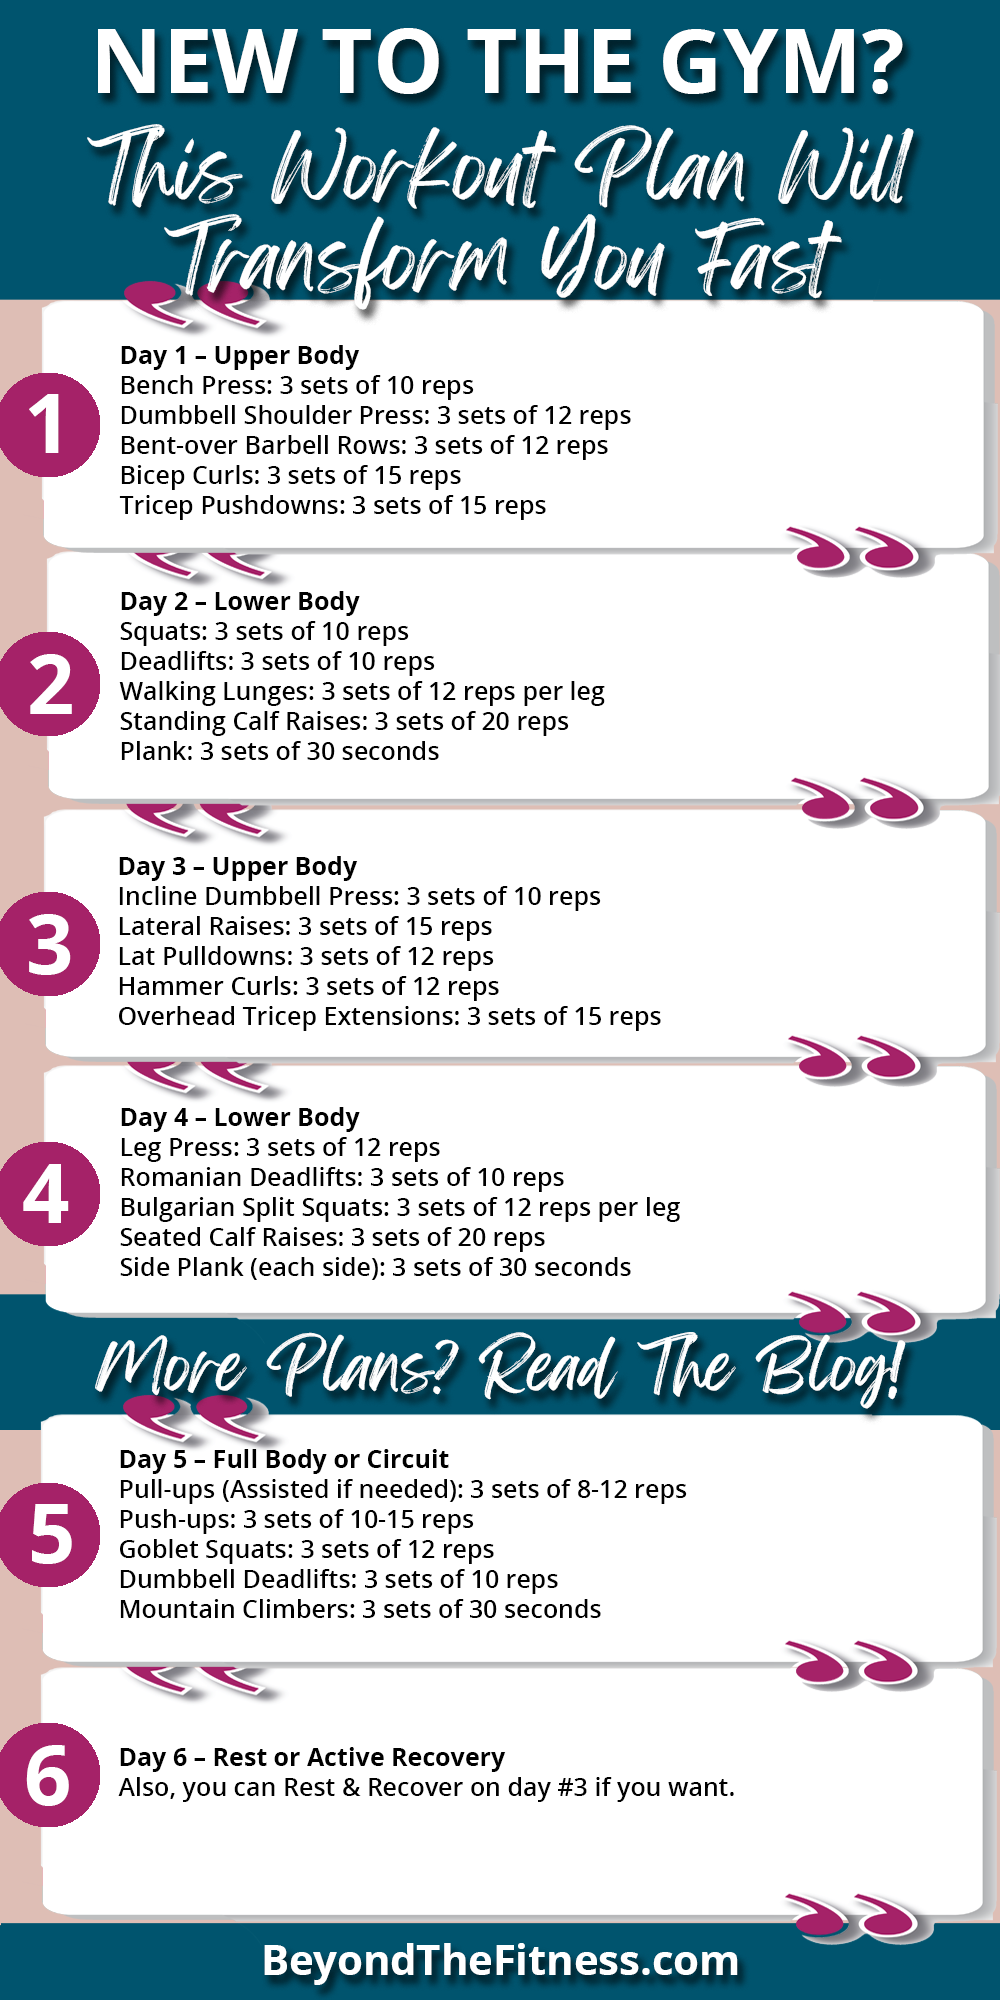 NEW TO THE GYM?
This Workout Plan Will
Transform You Fast
1
Day 1 – Upper Body
Bench Press: 3 sets of 10 reps
Dumbbell Shoulder Press: 3 sets of 12 reps
Bent-over Barbell Rows: 3 sets of 12 reps
Bicep Curls: 3 sets of 15 reps
Tricep Pushdowns: 3 sets of 15 reps
2
Day 2 – Lower Body
Squats: 3 sets of 10 reps
Deadlifts: 3 sets of 10 reps
Walking Lunges: 3 sets of 12 reps per leg
Standing Calf Raises: 3 sets of 20 reps
Plank: 3 sets of 30 seconds
3
Day 3 – Upper Body
Incline Dumbbell Press: 3 sets of 10 reps
Lateral Raises: 3 sets of 15 reps
Lat Pulldowns: 3 sets of 12 reps
Hammer Curls: 3 sets of 12 reps
Overhead Tricep Extensions: 3 sets of 15 reps
4
Day 4 – Lower Body
Leg Press: 3 sets of 12 reps
Romanian Deadlifts: 3 sets of 10 reps
Bulgarian Split Squats: 3 sets of 12 reps per leg
Seated Calf Raises: 3 sets of 20 reps
Side Plank (each side): 3 sets of 30 seconds
More Plans? Read The Blog!
5
Day 5 – Full Body or Circuit
Pull-ups (Assisted if needed): 3 sets of 8-12 reps
Push-ups: 3 sets of 10-15 reps
Goblet Squats: 3 sets of 12 reps
Dumbbell Deadlifts: 3 sets of 10 reps
Mountain Climbers: 3 sets of 30 seconds
6
Day 6 – Rest or Active Recovery
Also, you can Rest & Recover on day #3 if you want.
BeyondTheFitness.com